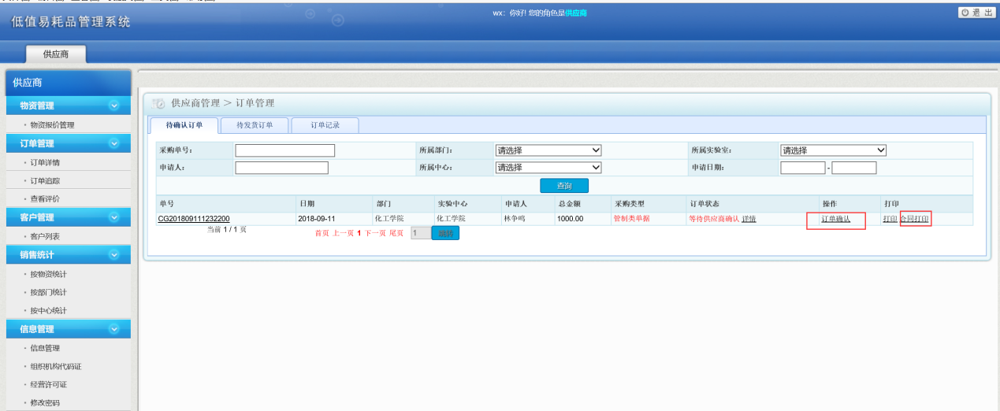 wx: 你好! 您的角色是供应商
退 出
低值易耗品管理系统
供应商
供应商
物资管理
· 物资报价管理
订单管理
· 订单详情
· 订单追踪
· 查看评价
客户管理
· 客户列表
销售统计
· 按物资统计
· 按部门统计
· 按中心统计
信息管理
· 信息管理
· 组织机构代码证
· 经营许可证
· 修改密码
供应商管理 > 订单管理
待确认订单 待发货订单 订单记录
采购单号: 所属部门: 请选择 所属实验室: 请选择
申请人: 所属中心: 请选择 申请日期: -
查询
单号 日期 部门 实验中心 申请人 总金额 采购类型 订单状态 操作 打印
CG201809111232200 2018-09-11 化工学院 化工学院 林争鸣 1000.00 管制类单据 等待供应商确认 详情 订单确认 打印 合同打印
当前 1 / 1 页 首页 上一页 1 下一页 尾页 1 跳转